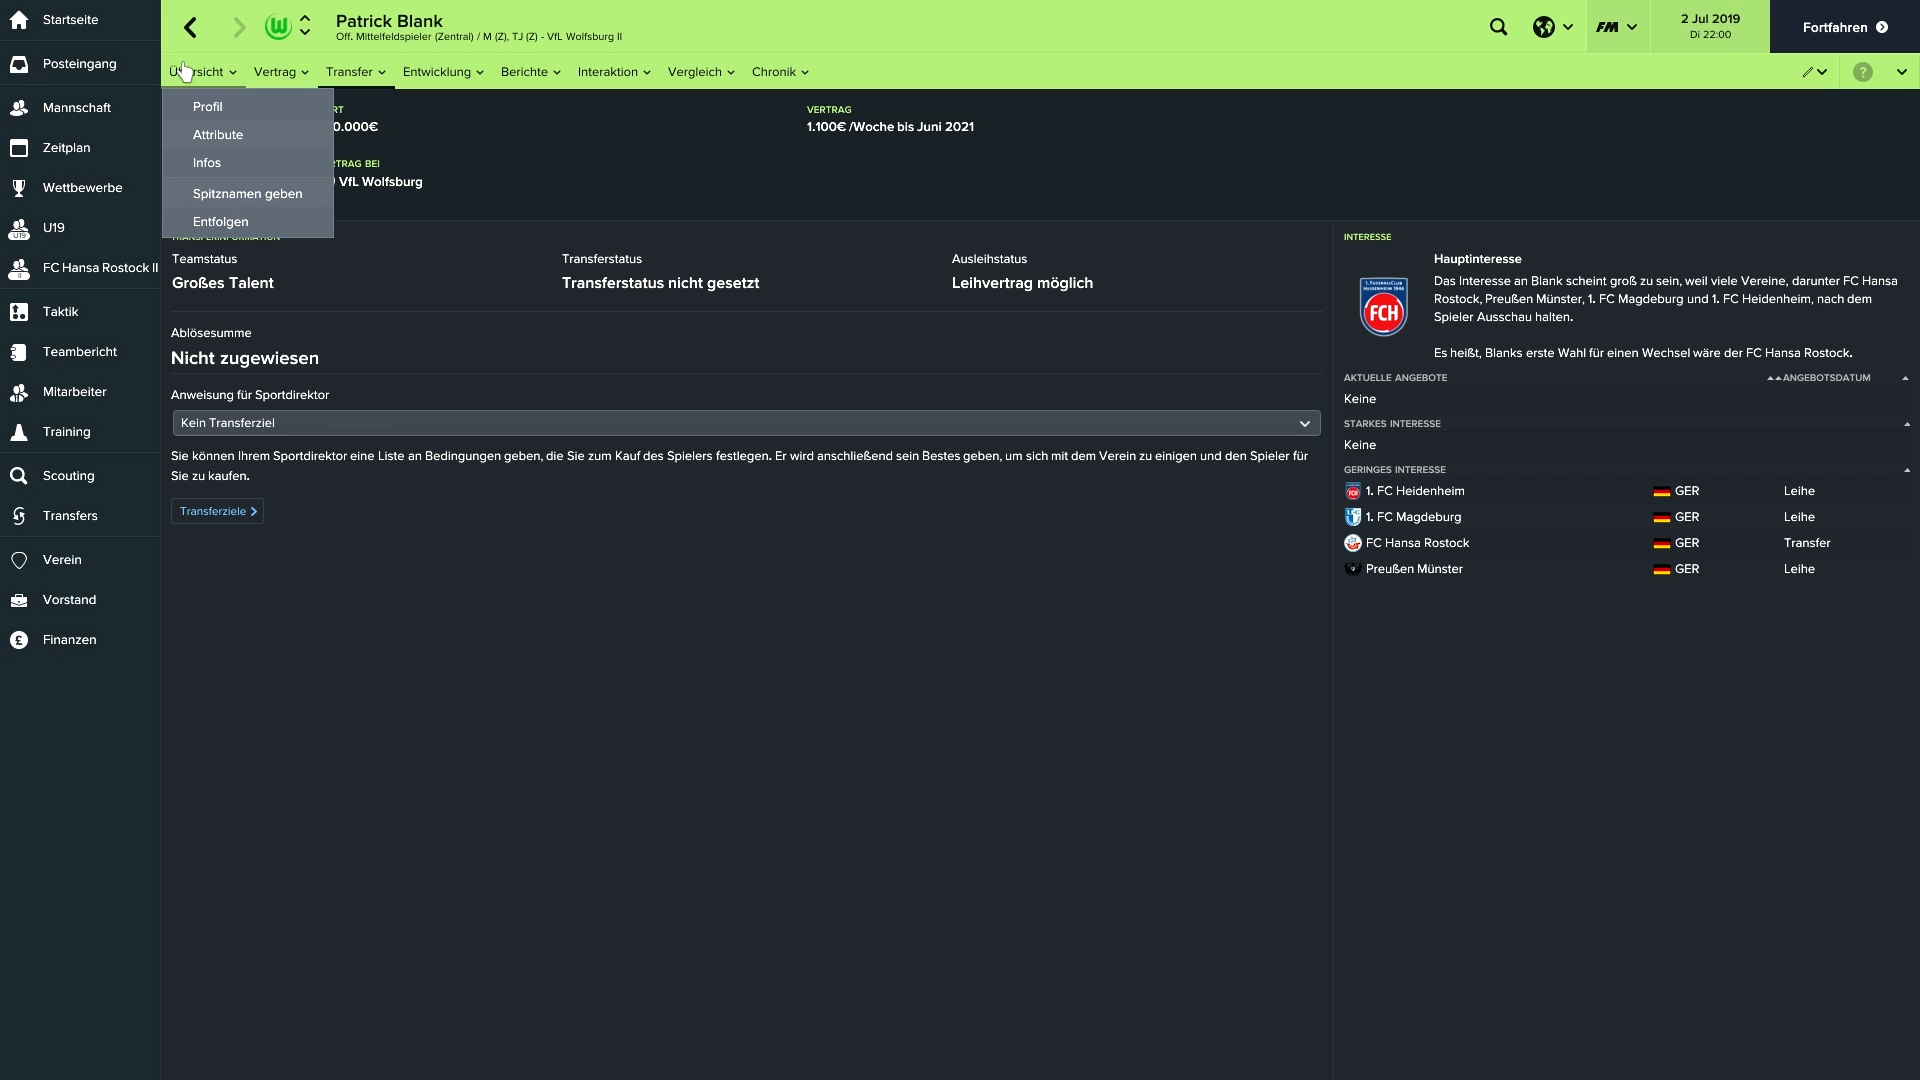 Startseite
Posteingang
Mannschaft
Zeitplan
Wettbewerbe
U19
FC Hansa Rostock II
Taktik
Teambericht
Mitarbeiter
Training
Scouting
Transfers
Verein
Vorstand
Finanzen
Patrick Blank
Off. Mittelfeldspieler (Zentral) / M (Z), TJ (Z) - VfL Wolfsburg II
FM
2 Jul 2019
Di 22:00
Fortfahren
Vertrag
Transfer
Entwicklung
Berichte
Interaktion
Vergleich
Chronik
Profil
Attribute
Infos
Spitznamen geben
Entfolgen
0.000€
VERTRAG
1.100€ /Woche bis Juni 2021
TRAG BEI
VfL Wolfsburg
Teamstatus
Großes Talent
Transferstatus
Transferstatus nicht gesetzt
Ausleihstatus
Leihvertrag möglich
Ablösesumme
Nicht zugewiesen
Anweisung für Sportdirektor
Kein Transferziel
Sie können Ihrem Sportdirektor eine Liste an Bedingungen geben, die Sie zum Kauf des Spielers festlegen. Er wird anschließend sein Bestes geben, um sich mit dem Verein zu einigen und den Spieler für
Sie zu kaufen.
Transferziele
INTERESSE
Hauptinteresse
Das Interesse an Blank scheint groß zu sein, weil viele Vereine, darunter FC Hansa
Rostock, Preußen Münster, 1. FC Magdeburg und 1. FC Heidenheim, nach dem
Spieler Ausschau halten.
Es heißt, Blanks erste Wahl für einen Wechsel wäre der FC Hansa Rostock.
AKTUELLE ANGEBOTE ANGEBOTSDATUM
Keine
STARKES INTERESSE
Keine
GERINGES INTERESSE
1. FC Heidenheim GER Leihe
1. FC Magdeburg GER Leihe
FC Hansa Rostock GER Transfer
Preußen Münster GER Leihe